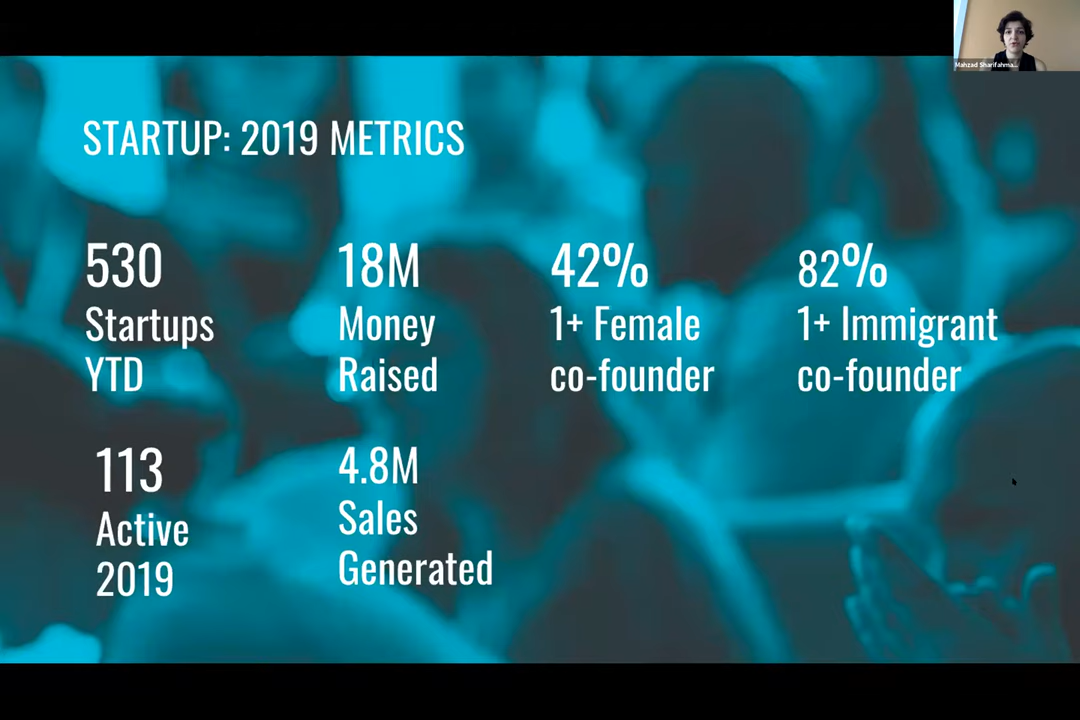 Mahzad Sharifahma...
STARTUP: 2019 METRICS
530
Startups
YTD
18M
Money
Raised
42%
1+ Female
co-founder
82%
1+ Immigrant
co-founder
113
Active
2019
4.8M
Sales
Generated